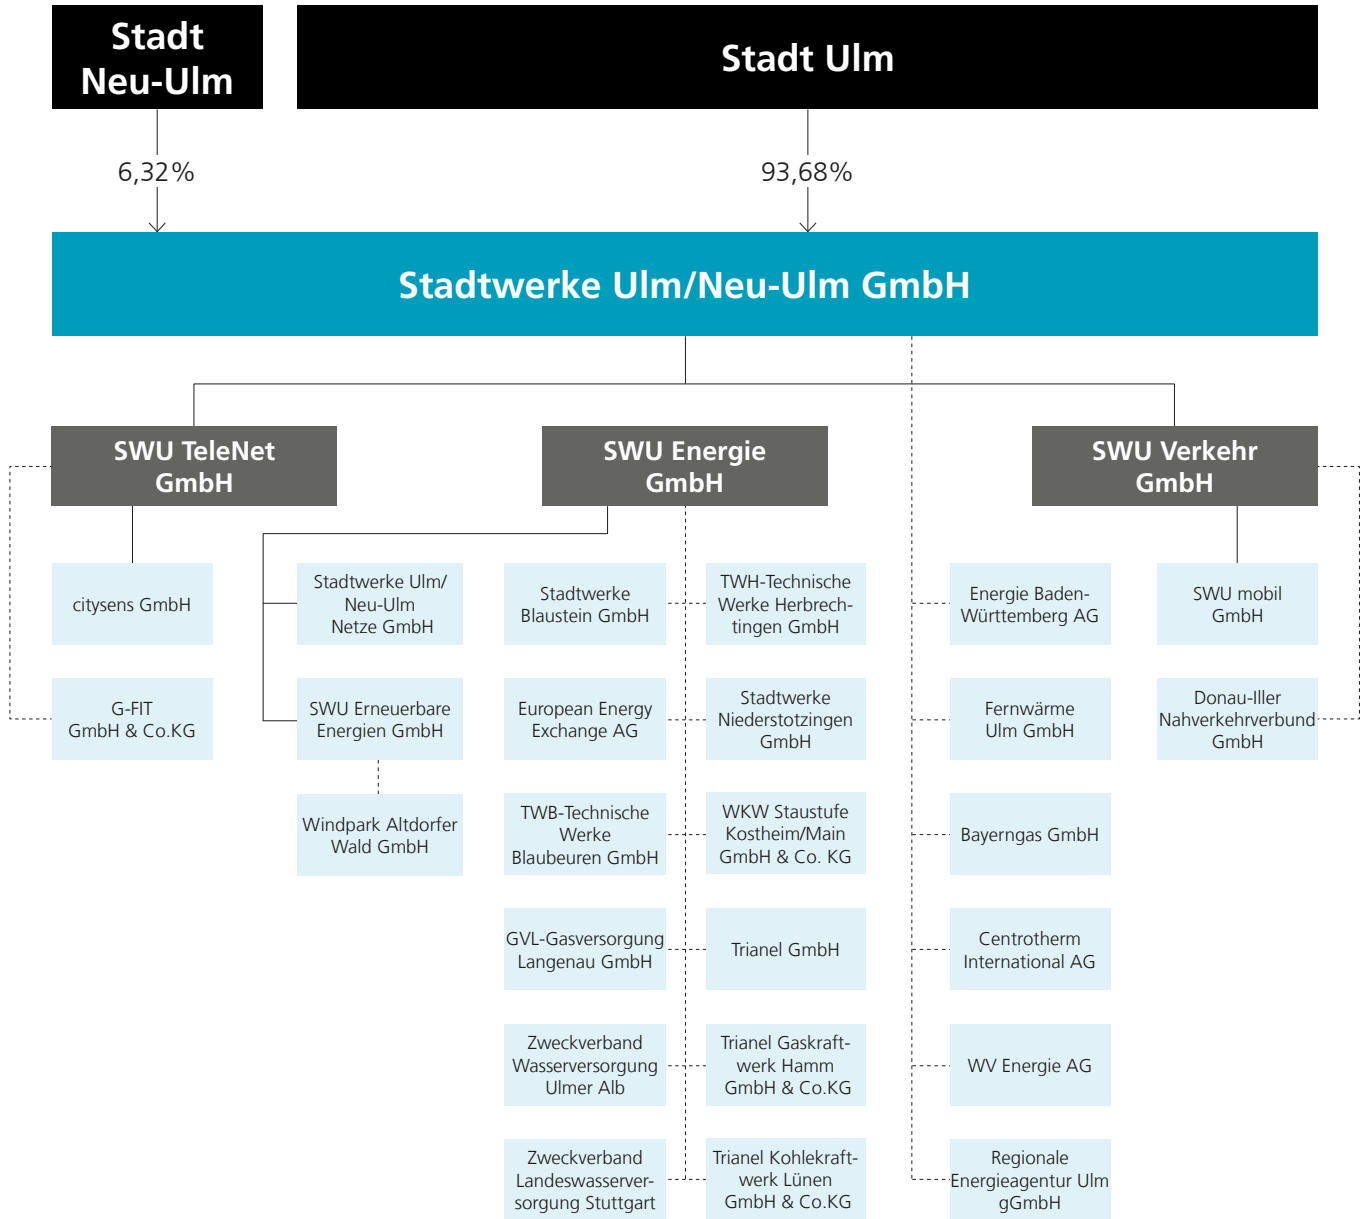 Stadt
Neu-Ulm
Stadt Ulm
6,32%
93,68%
Stadtwerke Ulm/Neu-Ulm GmbH
SWU TeleNet
GmbH
SWU Energie
GmbH
SWU Verkehr
GmbH
citysens GmbH
Stadtwerke Ulm/
Neu-Ulm
Netze GmbH
Stadtwerke
Blaustein GmbH
TWH-Technische
Werke Herbrech-
tingen GmbH
Energie Baden-
Württemberg AG
SWU mobil
GmbH
G-FIT
GmbH & Co.KG
SWU Erneuerbare
Energien GmbH
European Energy
Exchange AG
Stadtwerke
Niederstotzingen
GmbH
Fernwärme
Ulm GmbH
Donau-Iller
Nahverkehrverbund
GmbH
Windpark Altdorfer
Wald GmbH
TWB-Technische
Werke
Blaubeuren GmbH
WKW Staustufe
Kostheim/Main
GmbH & Co. KG
Bayerngas GmbH
GVL-Gasversorgung
Langenau GmbH
Trianel GmbH
Centrotherm
International AG
Zweckverband
Wasserversorgung
Ulmer Alb
Trianel Gaskraft-
werk Hamm
GmbH & Co.KG
WV Energie AG
Zweckverband
Landeswasserver-
sorgung Stuttgart
Trianel Kohlekraft-
werk Lünen
GmbH & Co.KG
Regionale
Energieagentur Ulm
gGmbH